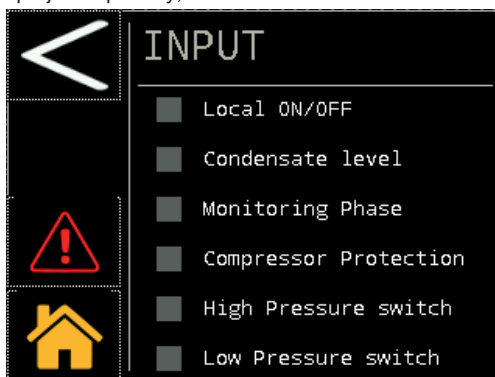 INPUT
Local ON/OFF
Condensate level
Monitoring Phase
Compressor Protection
High Pressure switch
Low Pressure switch